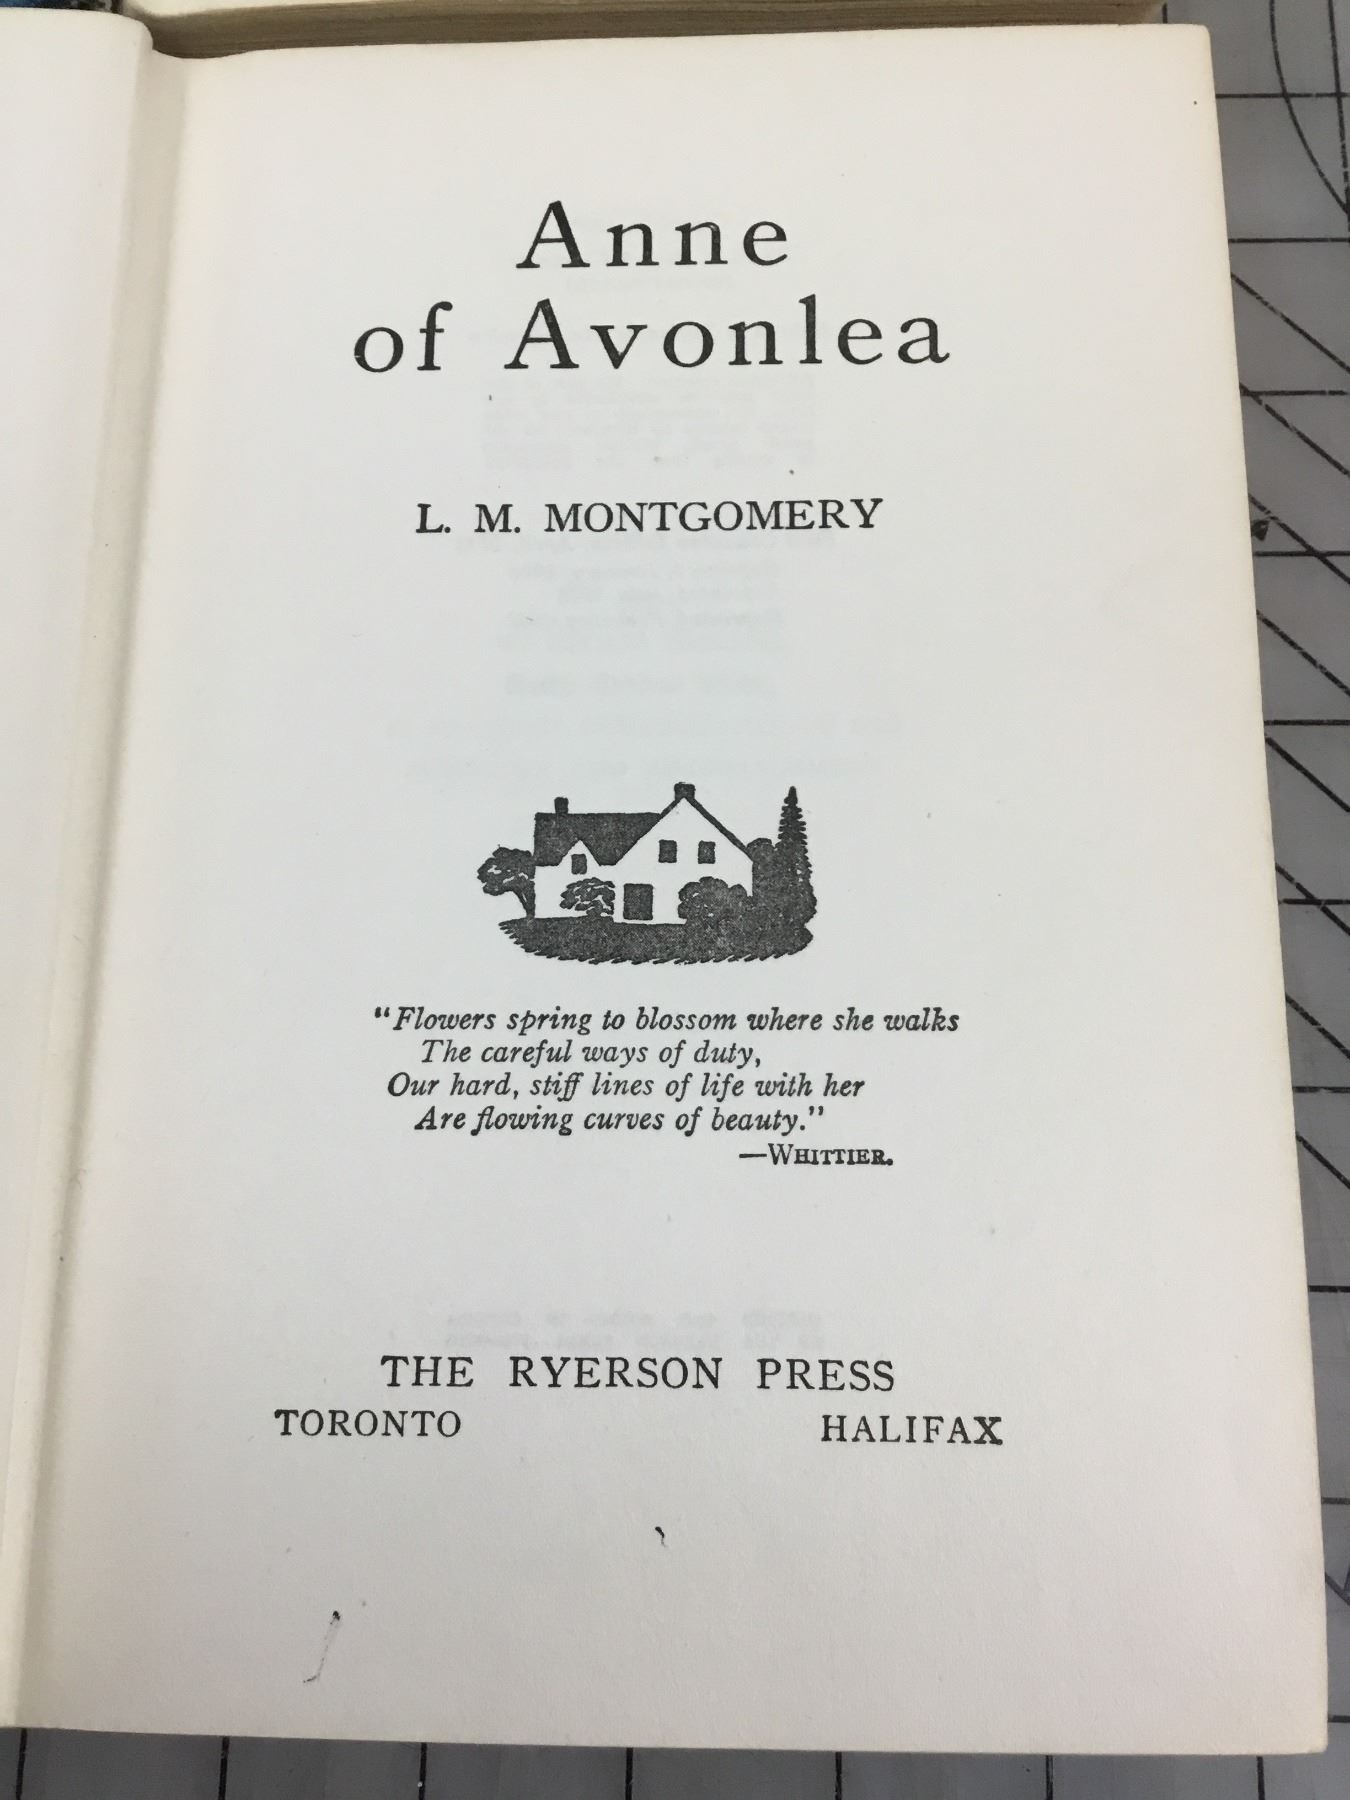 Anne
of Avonlea
L. M. MONTGOMERY
"Flowers spring to blossom where she walks
The careful ways of duty,
Our hard, stiff lines of life with her
Are flowing curves of beauty."
—WHITTIER.
THE RYERSON PRESS
TORONTO HALIFAX